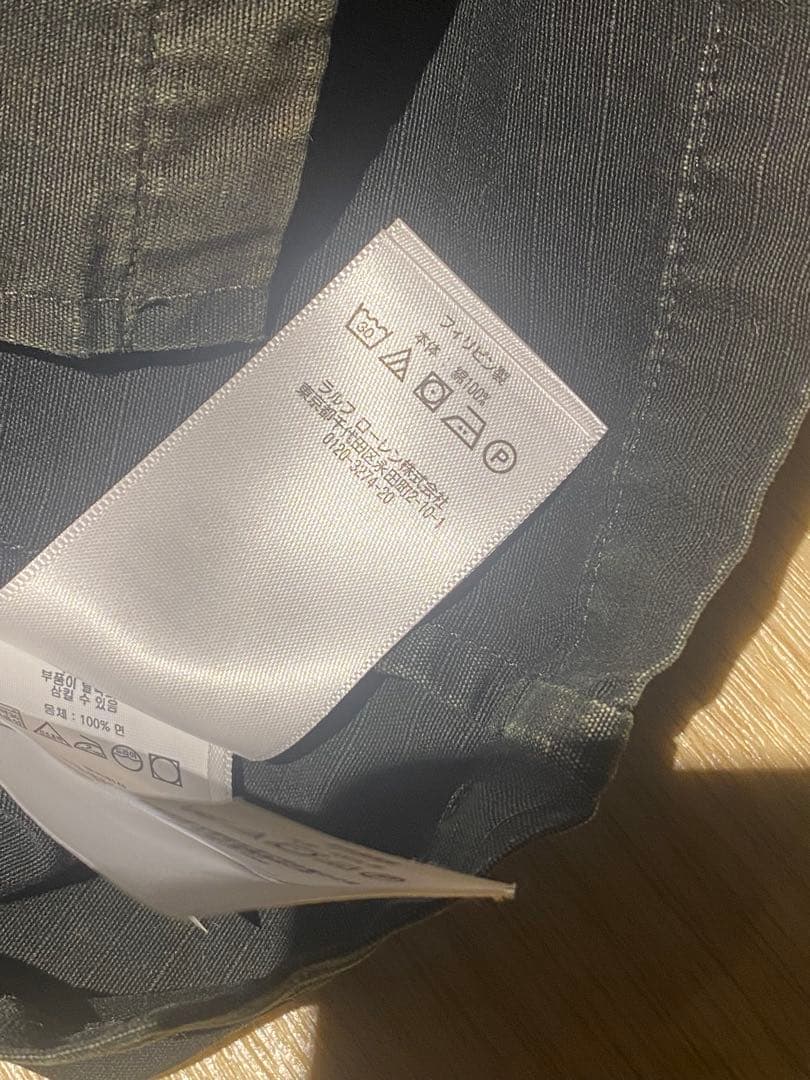 フィリピン製
本体 綿100%
30
P
ラルフ ローレン株式会社
東京都千代田区永田町2-10-1
0120-3274-20
부품이
삼킬 수 있음
몸체 : 100% 면